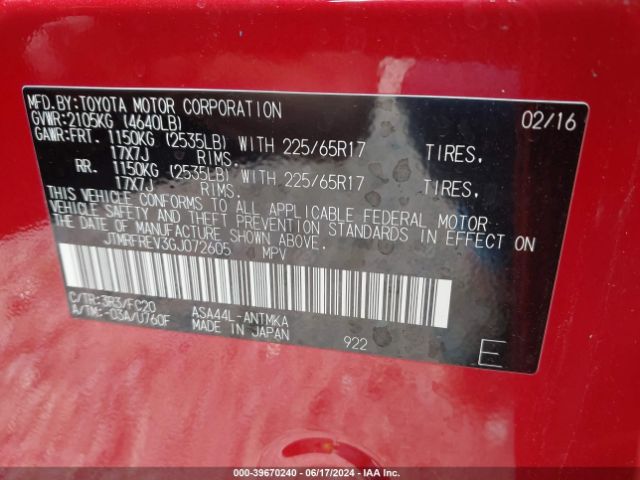 MFD.BY:TOYOTA MOTOR CORPORATION 02/16
GVWR:2105KG (4640LB)
GAWR:FRT. 1150KG (2535LB) WITH 225/65R17 TIRES,
17X7J RIMS.
RR. 1150KG (2535LB) WITH 225/65R17 TIRES,
17X7J RIMS.
THIS VEHICLE CONFORMS TO ALL APPLICABLE FEDERAL MOTOR
VEHICLE SAFETY AND THEFT PREVENTION STANDARDS IN EFFECT ON
THE DATE OF MANUFACTURE SHOWN ABOVE.
JTMRFREV3GJ072605 MPV
C/TR:3R3/FC20 ASA44L-ANTMKA
A/TM:-03A/U760F MADE IN JAPAN 922 E
000-39670240 - 06/17/2024 - IAA Inc.